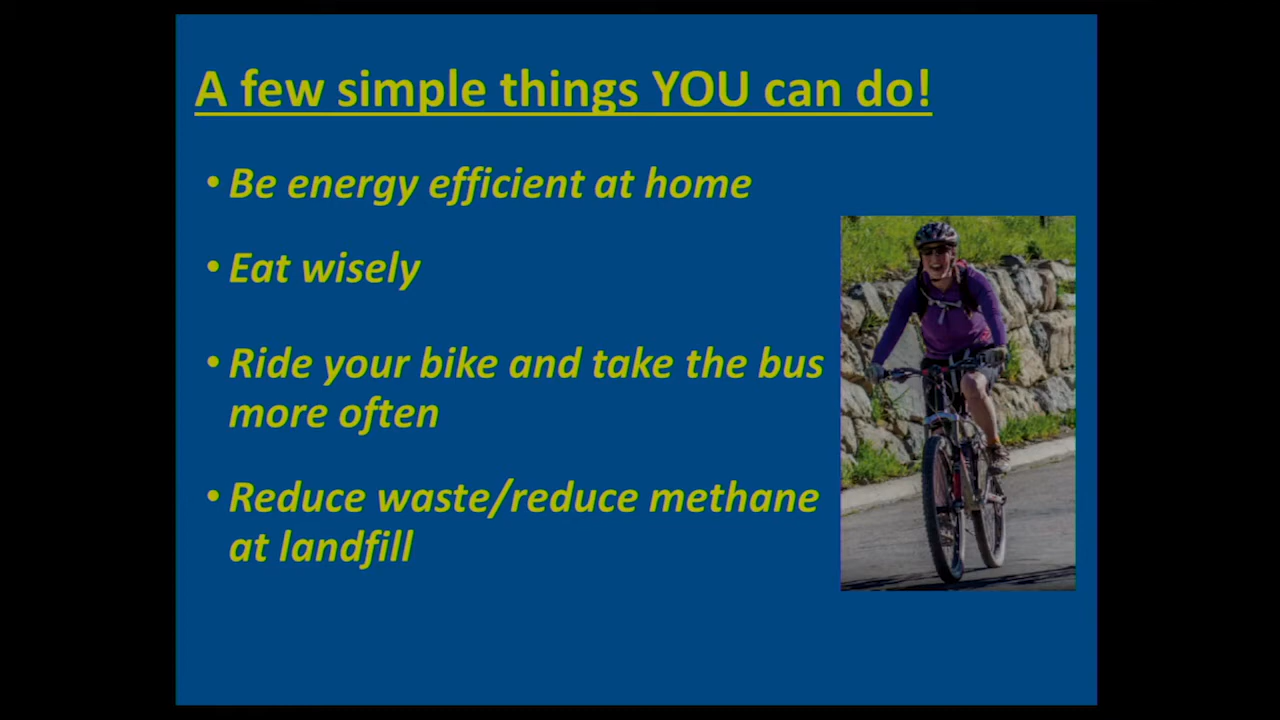 A few simple things YOU can do!
• Be energy efficient at home
• Eat wisely
• Ride your bike and take the bus
more often
• Reduce waste/reduce methane
at landfill